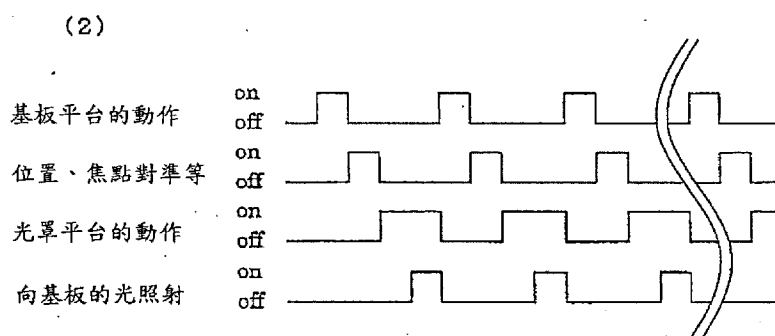 (2)
on
基板平台的動作
off
on
位置、焦點對準等
off
on
光罩平台的動作
off
on
向基板的光照射
off